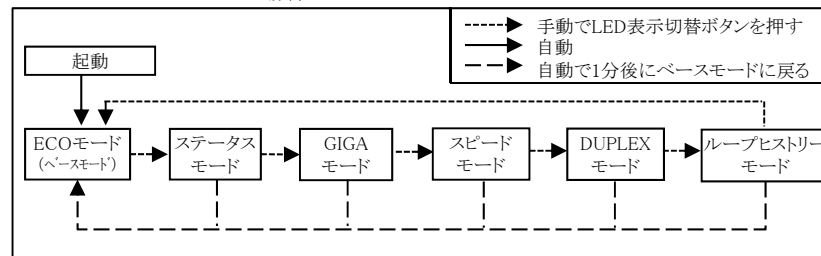 手動でLED表示切替ボタンを押す
自動
自動で1分後にベースモードに戻る
起動
ECOモード
(ベースモード)
ステータス
モード
GIGA
モード
スピード
モード
DUPLEX
モード
ループヒストリー
モード